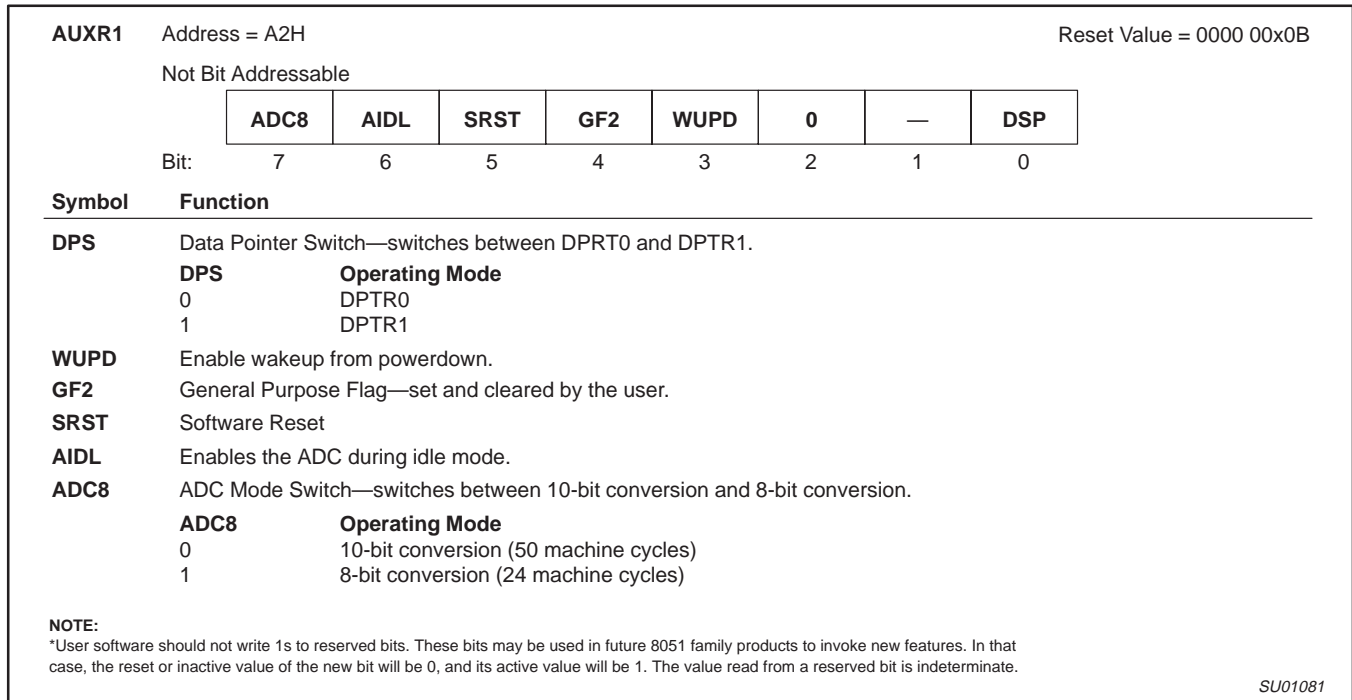 AUXR1 Address = A2H Reset Value = 0000 00x0B
Not Bit Addressable
ADC8 AIDL SRST GF2 WUPD 0 — DSP
Bit: 7 6 5 4 3 2 1 0
Symbol Function
DPS Data Pointer Switch—switches between DPRT0 and DPTR1.
DPS Operating Mode
0 DPTR0
1 DPTR1
WUPD Enable wakeup from powerdown.
GF2 General Purpose Flag—set and cleared by the user.
SRST Software Reset
AIDL Enables the ADC during idle mode.
ADC8 ADC Mode Switch—switches between 10-bit conversion and 8-bit conversion.
ADC8 Operating Mode
0 10-bit conversion (50 machine cycles)
1 8-bit conversion (24 machine cycles)
NOTE:
*User software should not write 1s to reserved bits. These bits may be used in future 8051 family products to invoke new features. In that
case, the reset or inactive value of the new bit will be 0, and its active value will be 1. The value read from a reserved bit is indeterminate.
SU01081